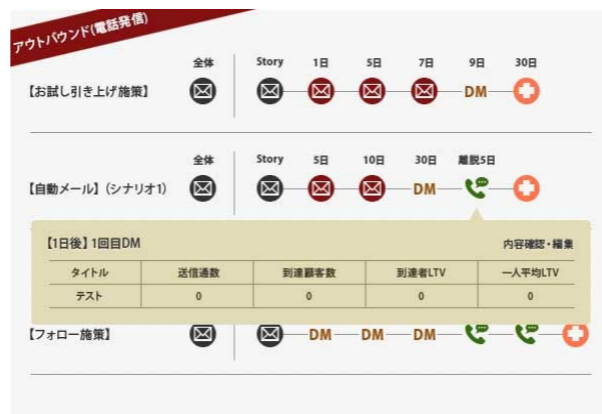 アウトバウンド(電話発信)
全体 Story 1日 5日 7日 9日 30日
【お試し引き上げ施策】 DM
全体 Story 5日 10日 30日 離脱5日
【自動メール】(シナリオ1) DM
【1日後】1回目DM 内容確認・編集
タイトル 送信通数 到達顧客数 到達者LTV 一人平均LTV
テスト 0 0 0 0
【フォロー施策】 DM DM DM